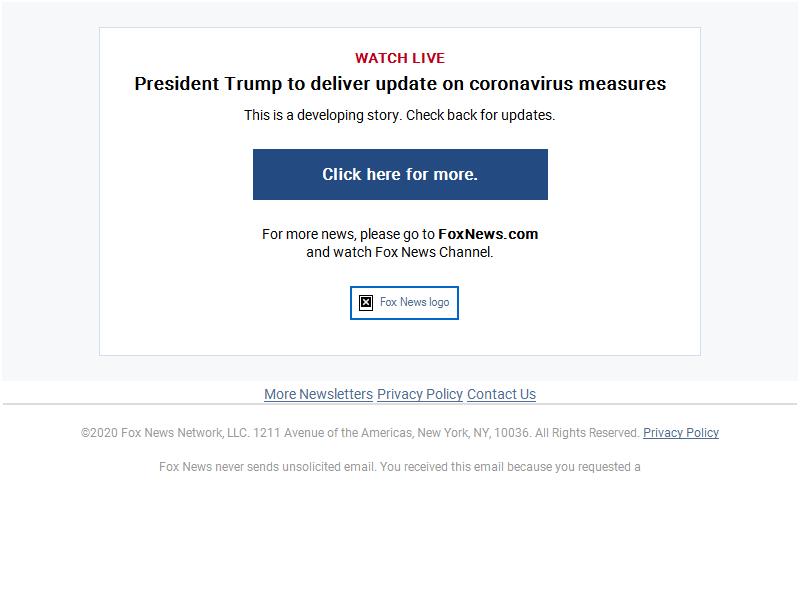 WATCH LIVE
President Trump to deliver update on coronavirus measures
This is a developing story. Check back for updates.
Click here for more.
For more news, please go to FoxNews.com
and watch Fox News Channel.
Fox News logo
More Newsletters Privacy Policy Contact Us
©2020 Fox News Network, LLC. 1211 Avenue of the Americas, New York, NY, 10036. All Rights Reserved. Privacy Policy
Fox News never sends unsolicited email. You received this email because you requested a